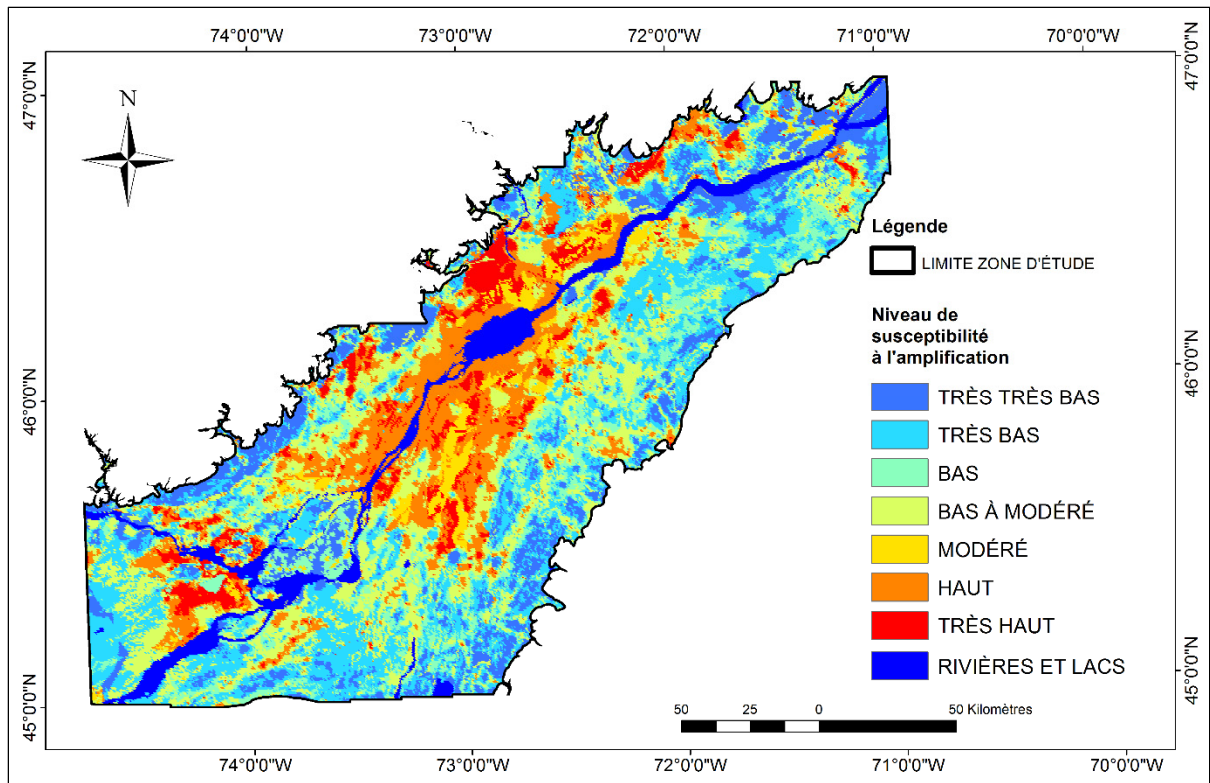 74°0'0"W 73°0'0"W 72°0'0"W 71°0'0"W 70°0'0"W
47°0'0"N
47°0'0"N
N
Légende
LIMITE ZONE D'ÉTUDE
Niveau de
susceptibilité
à l'amplification
46°0'0"N
46°0'0"N
TRÈS TRÈS BAS
TRÈS BAS
BAS
BAS À MODÉRÉ
MODÉRÉ
HAUT
TRÈS HAUT
RIVIÈRES ET LACS
45°0'0"N
45°0'0"N
50 25 0 50 Kilomètres
74°0'0"W 73°0'0"W 72°0'0"W 71°0'0"W 70°0'0"W